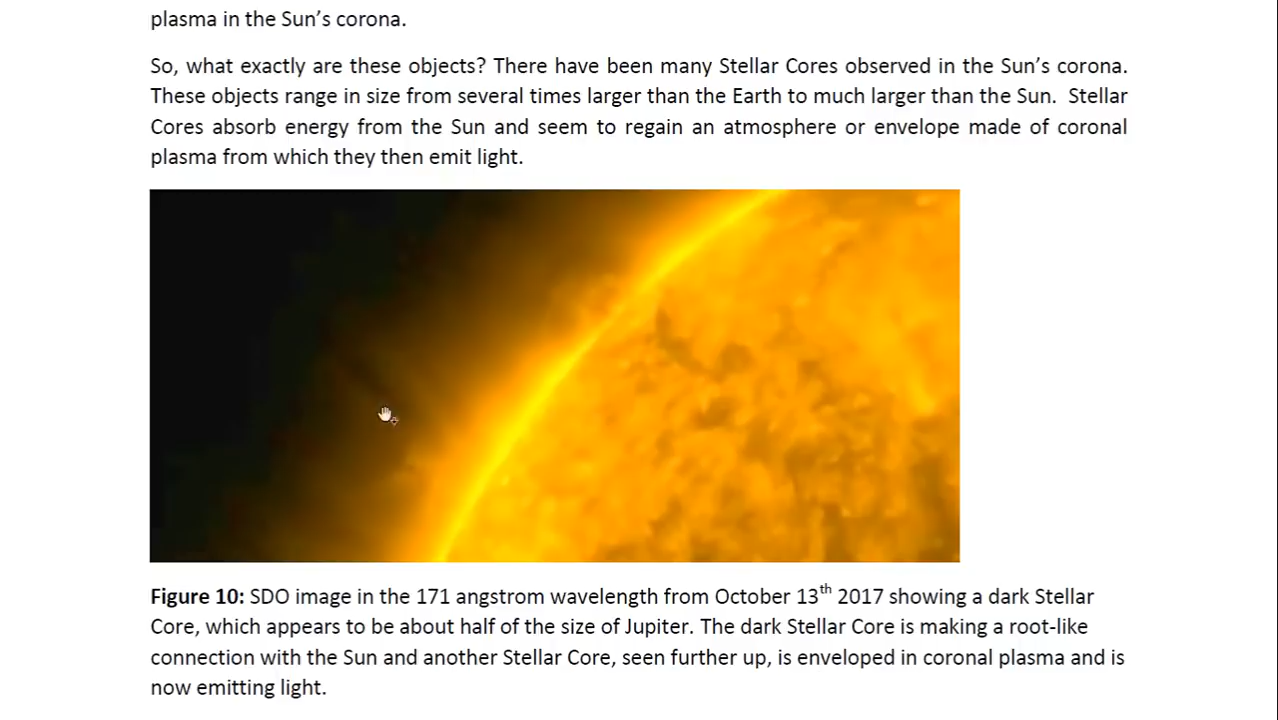 plasma in the Sun’s corona.
So, what exactly are these objects? There have been many Stellar Cores observed in the Sun’s corona.
These objects range in size from several times larger than the Earth to much larger than the Sun.  Stellar
Cores absorb energy from the Sun and seem to regain an atmosphere or envelope made of coronal
plasma from which they then emit light.
Figure 10: SDO image in the 171 angstrom wavelength from October 13th 2017 showing a dark Stellar
Core, which appears to be about half of the size of Jupiter. The dark Stellar Core is making a root-like
connection with the Sun and another Stellar Core, seen further up, is enveloped in coronal plasma and is
now emitting light.